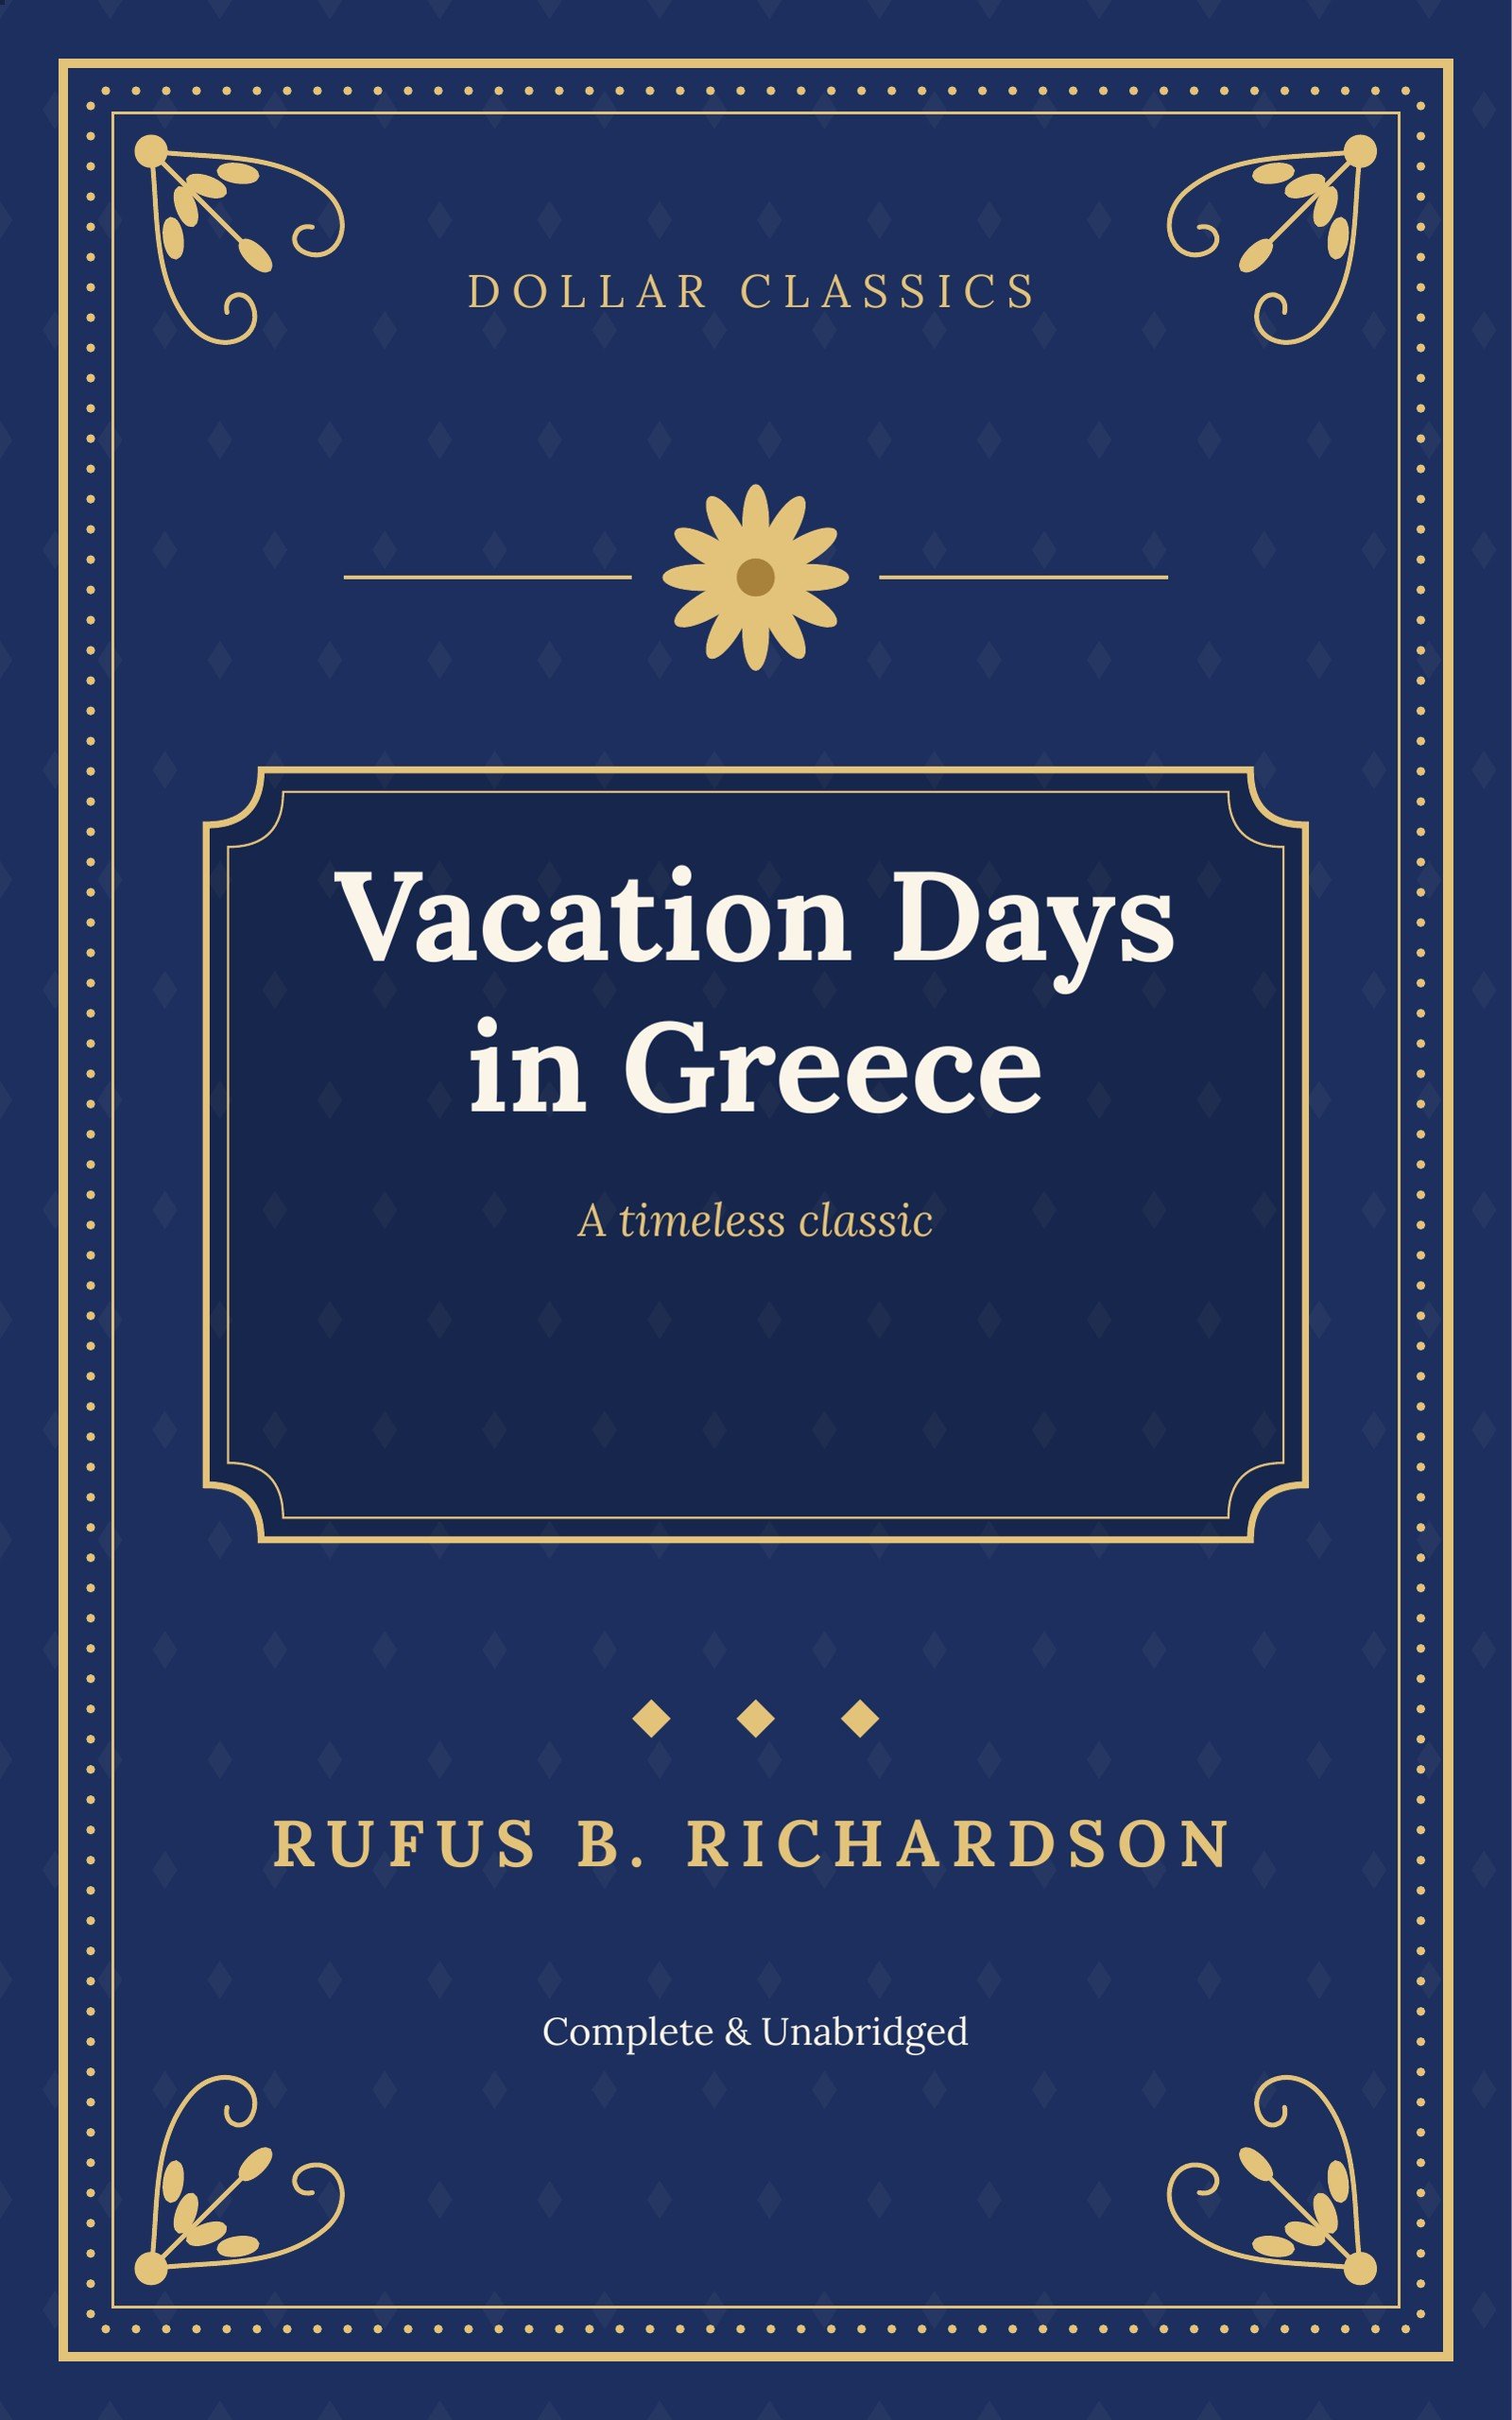 DOLLAR CLASSICS
Vacation Days
in Greece
A timeless classic
RUFUS B. RICHARDSON
Complete & Unabridged